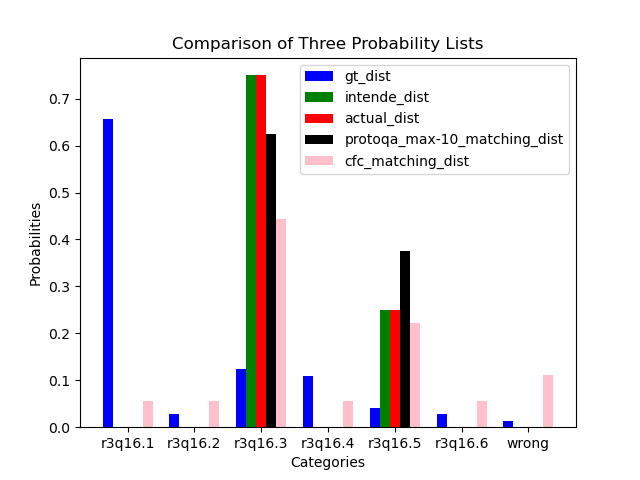 Comparison of Three Probability Lists
gt_dist
intende_dist
actual_dist
protoqa_max-10_matching_dist
cfc_matching_dist
Probabilities
0.7
0.6
0.5
0.4
0.3
0.2
0.1
0.0
r3q16.1 r3q16.2 r3q16.3 r3q16.4 r3q16.5 r3q16.6 wrong
Categories